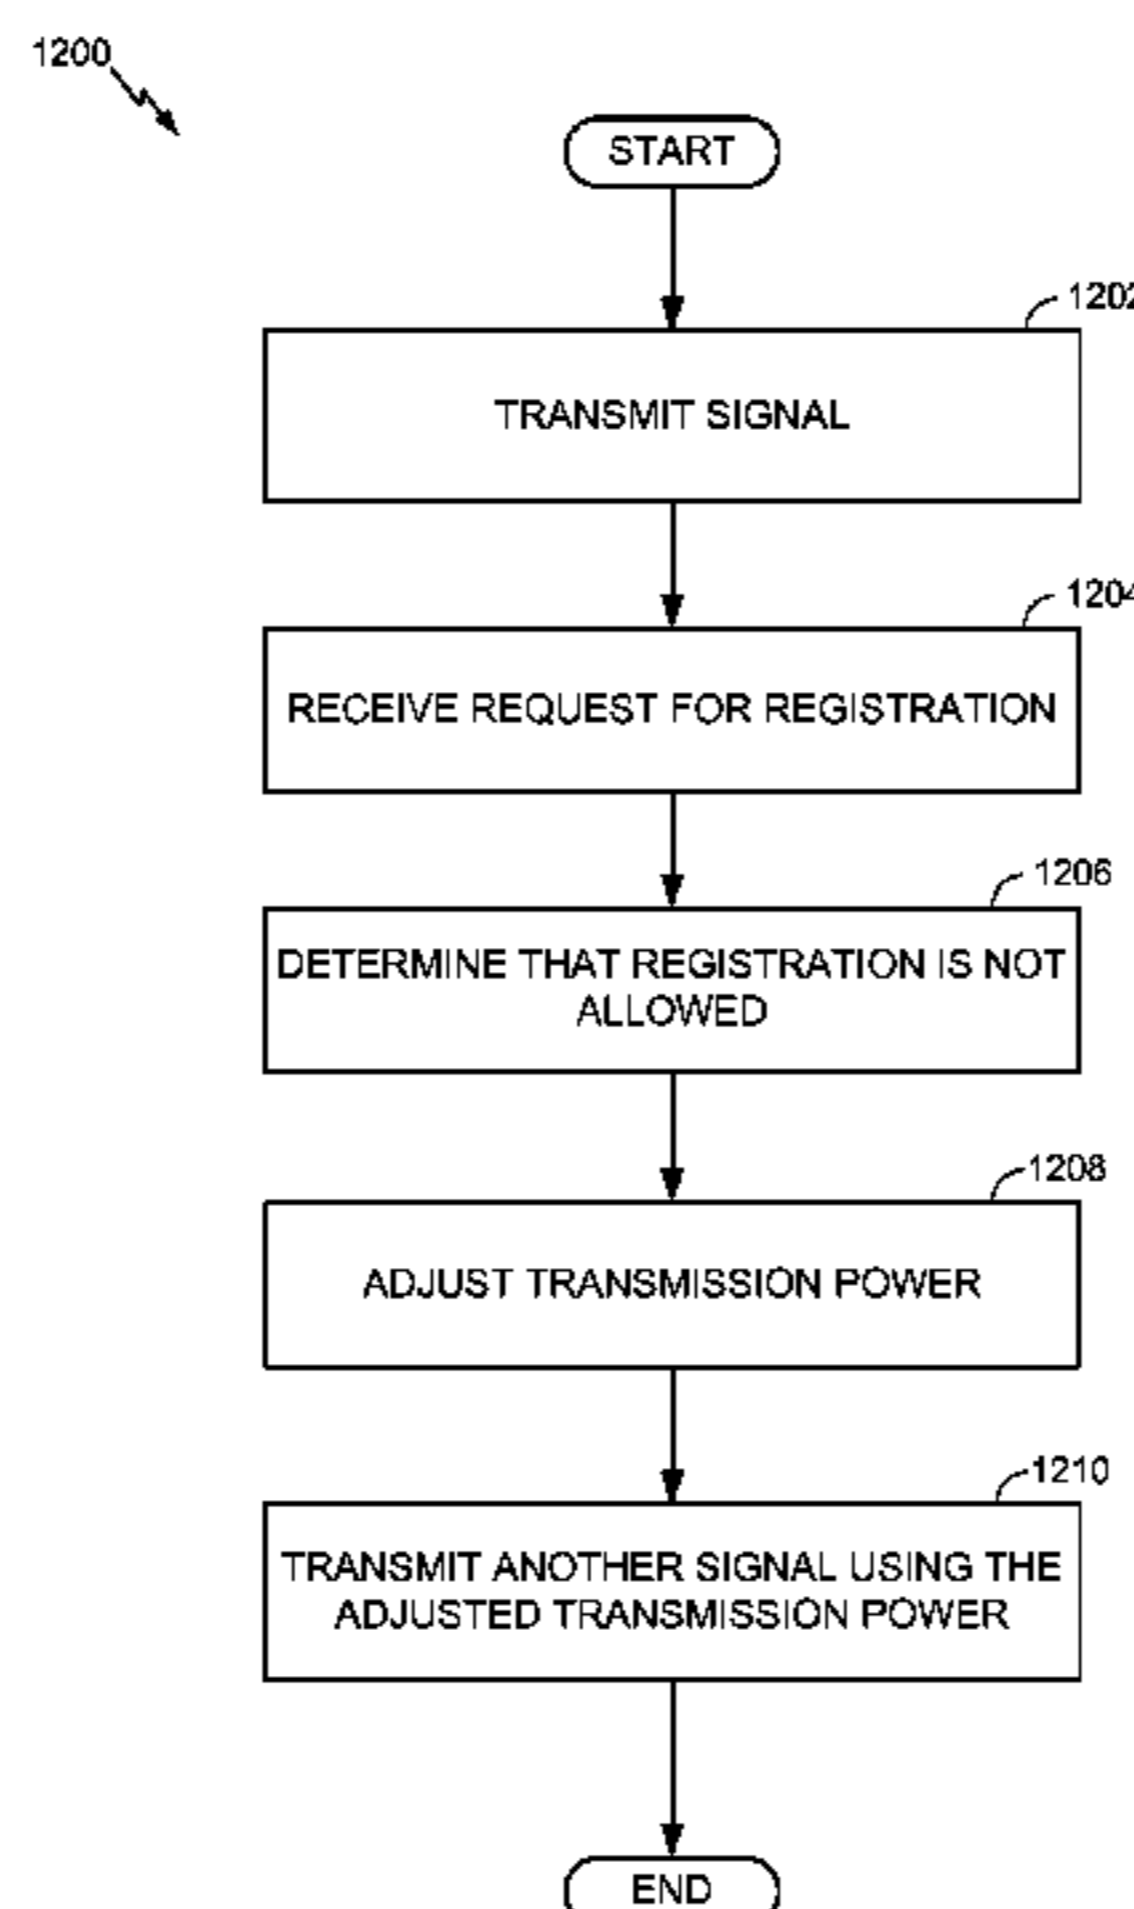 1200
START
1202
TRANSMIT SIGNAL
1204
RECEIVE REQUEST FOR REGISTRATION
1206
DETERMINE THAT REGISTRATION IS NOT
ALLOWED
1208
ADJUST TRANSMISSION POWER
1210
TRANSMIT ANOTHER SIGNAL USING THE
ADJUSTED TRANSMISSION POWER
END